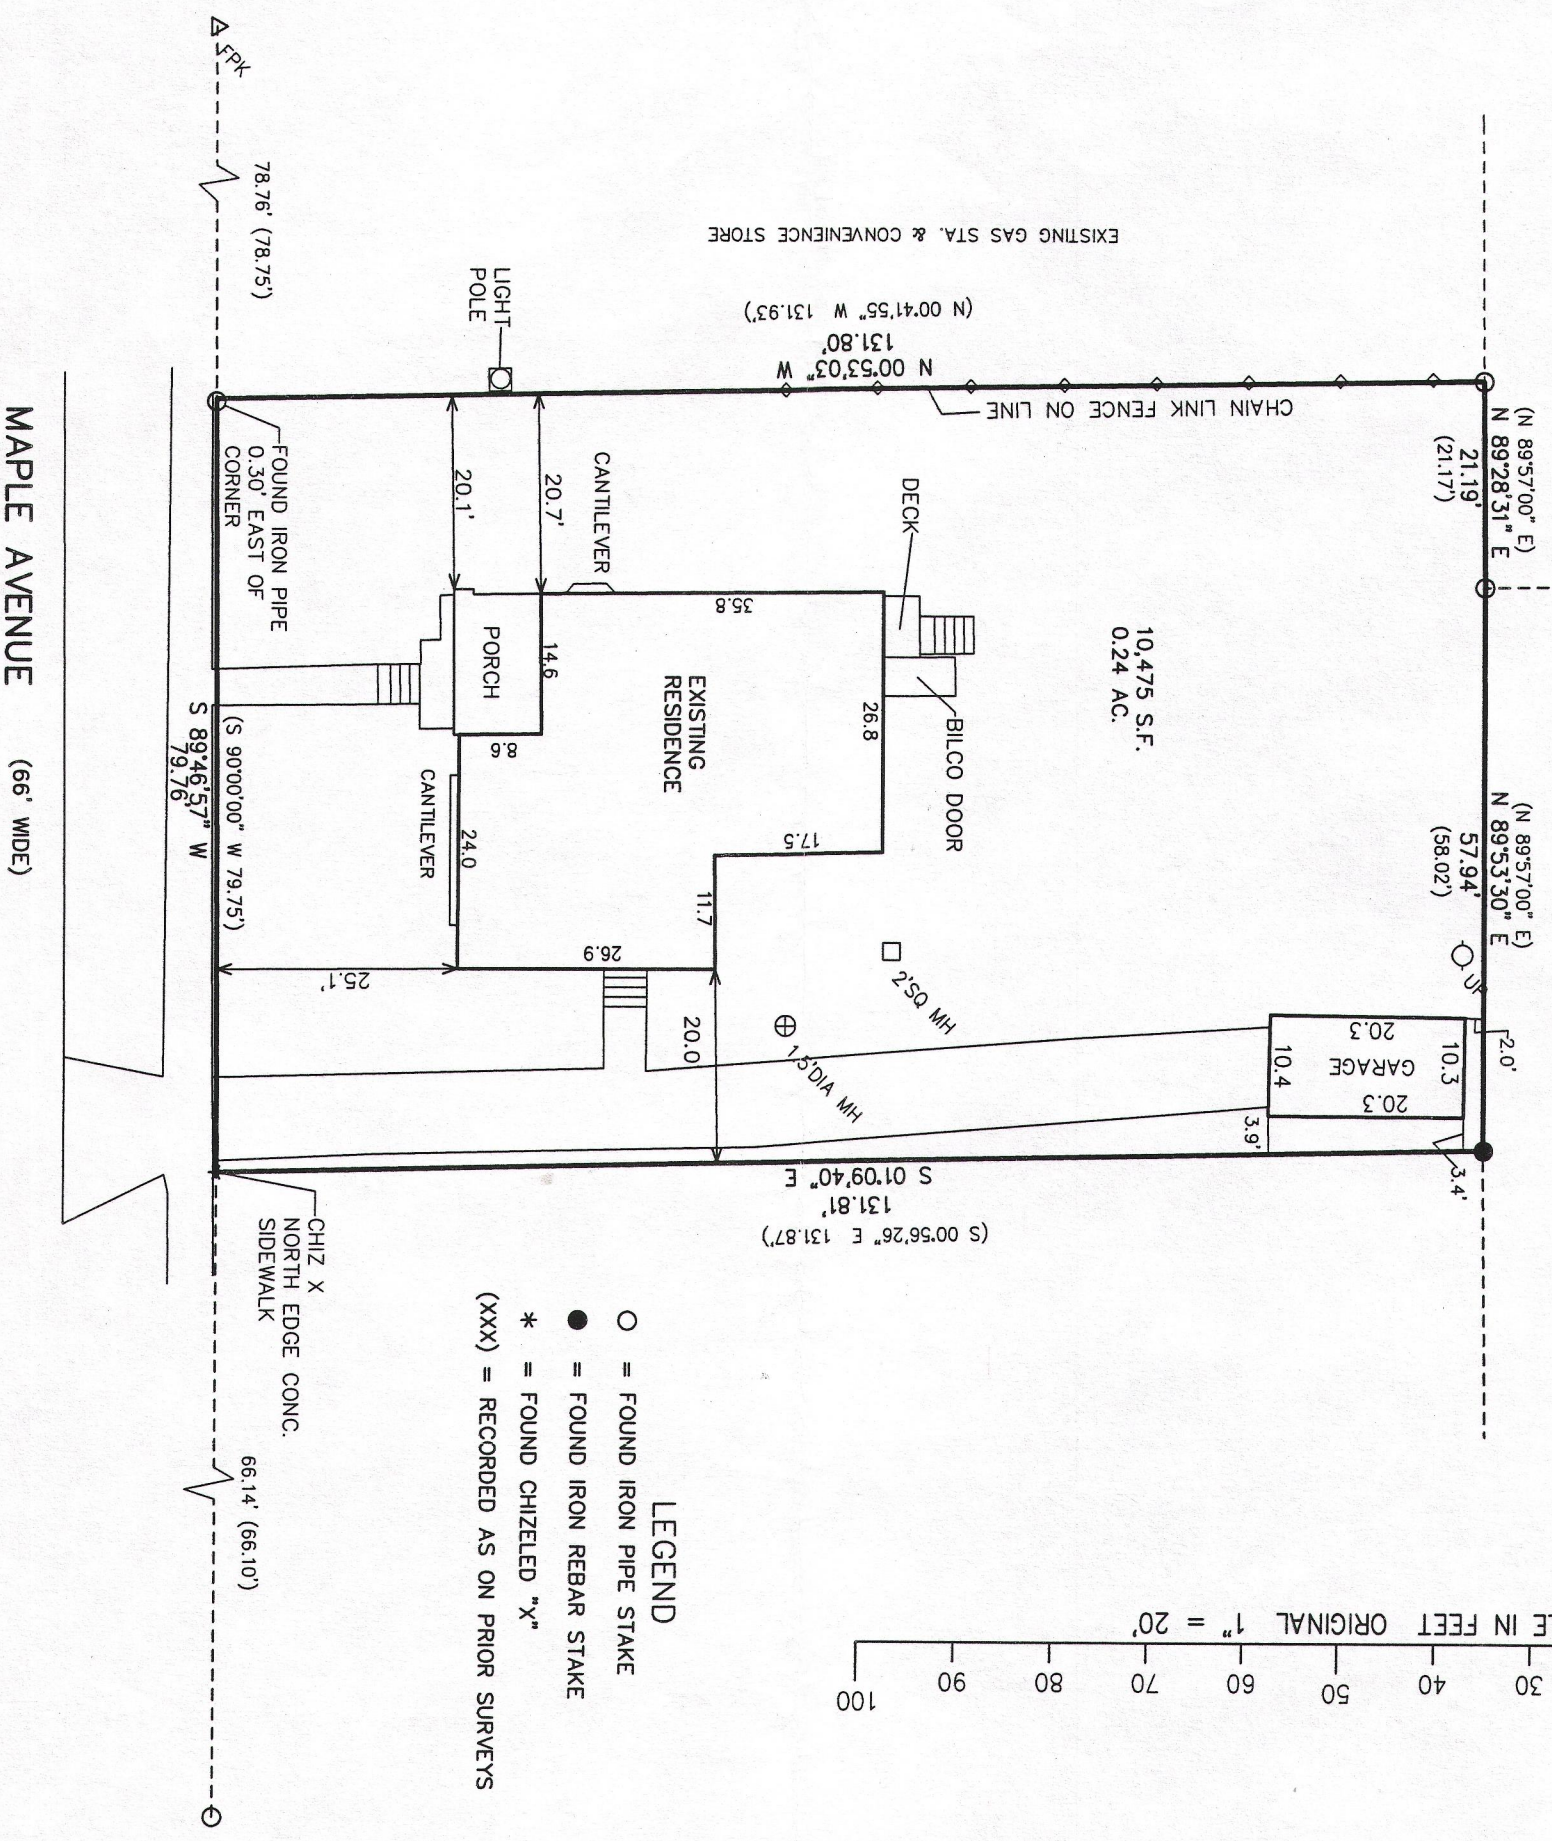 (N 89°57'00" E)
N 89°28'31" E
21.19'
(21.17')
(N 89°57'00" E)
N 89°53'30" E
57.94'
(58.02')
UP
2.0'
10.3
20.3
GARAGE
20.3
10.4
3.9'
3.4'
CHAIN LINK FENCE ON LINE
EXISTING GAS STA. & CONVENIENCE STORE
(N 00°41'55" W 131.93')
131.80'
N 00°53'03" W
10,475 S.F.
0.24 AC.
DECK
BILCO DOOR
2'SQ MH
1.5'DIA MH
26.8
35.8
17.5
11.7
EXISTING
RESIDENCE
26.9
20.0
CANTILEVER
20.7'
14.6
LIGHT
POLE
20.1'
PORCH
8.6
24.0
CANTILEVER
25.1'
S 01°09'40" E
131.81'
(S 00°56'26" E 131.87')
FOUND IRON PIPE
0.30' EAST OF
CORNER
FPK
78.76' (78.75')
(S 90°00'00" W 79.75')
S 89°46'57" W
79.76'
CHIZ X
NORTH EDGE CONC.
SIDEWALK
66.14' (66.10')
MAPLE AVENUE (66' WIDE)
LEGEND
O = FOUND IRON PIPE STAKE
● = FOUND IRON REBAR STAKE
* = FOUND CHIZELED "X"
(XXX) = RECORDED AS ON PRIOR SURVEYS
LE IN FEET ORIGINAL 1" = 20'
30 40 50 60 70 80 90 100